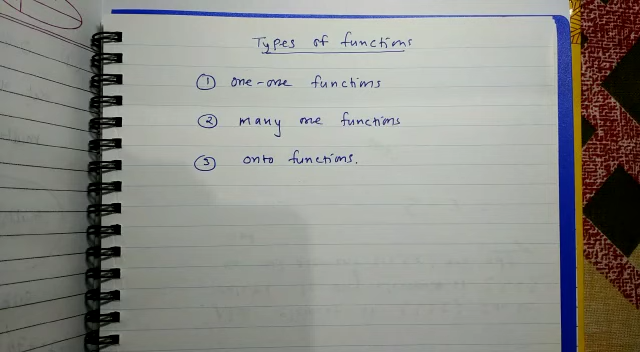 Types of functions
① one-one functions
② many one functions
③ onto functions.